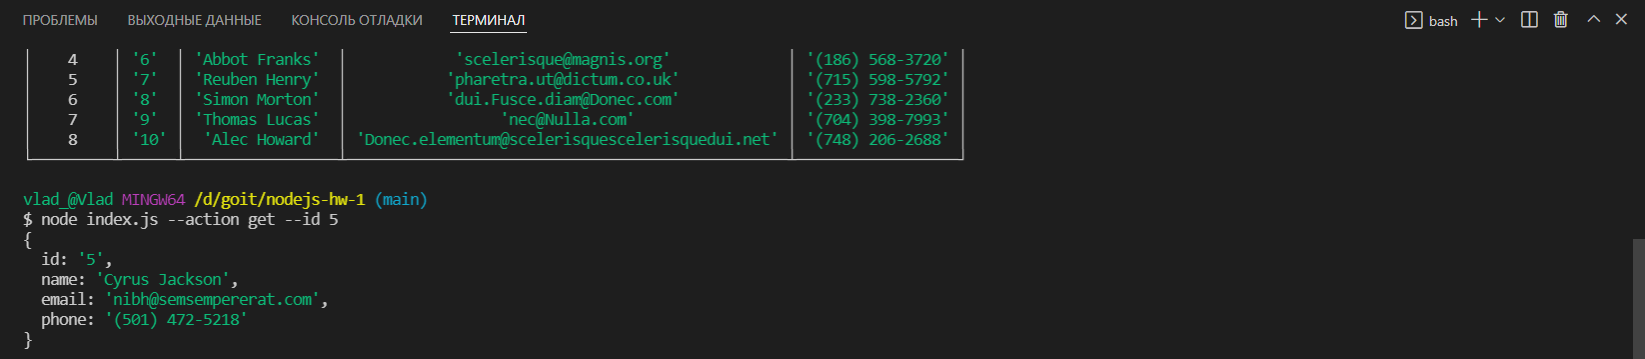 ПРОБЛЕМЫ ВЫХОДНЫЕ ДАННЫЕ КОНСОЛЬ ОТЛАДКИ ТЕРМИНАЛ bash
4 '6' 'Abbot Franks' 'scelerisque@magnis.org' '(186) 568-3720'
5 '7' 'Reuben Henry' 'pharetra.ut@dictum.co.uk' '(715) 598-5792'
6 '8' 'Simon Morton' 'dui.Fusce.diam@Donec.com' '(233) 738-2360'
7 '9' 'Thomas Lucas' 'nec@Nulla.com' '(704) 398-7993'
8 '10' 'Alec Howard' 'Donec.elementum@scelerisquescelerisquedui.net' '(748) 206-2688'
vlad_@Vlad MINGW64 /d/goit/nodejs-hw-1 (main)
$ node index.js --action get --id 5
{
id: '5',
name: 'Cyrus Jackson',
email: 'nibh@semsempererat.com',
phone: '(501) 472-5218'
}